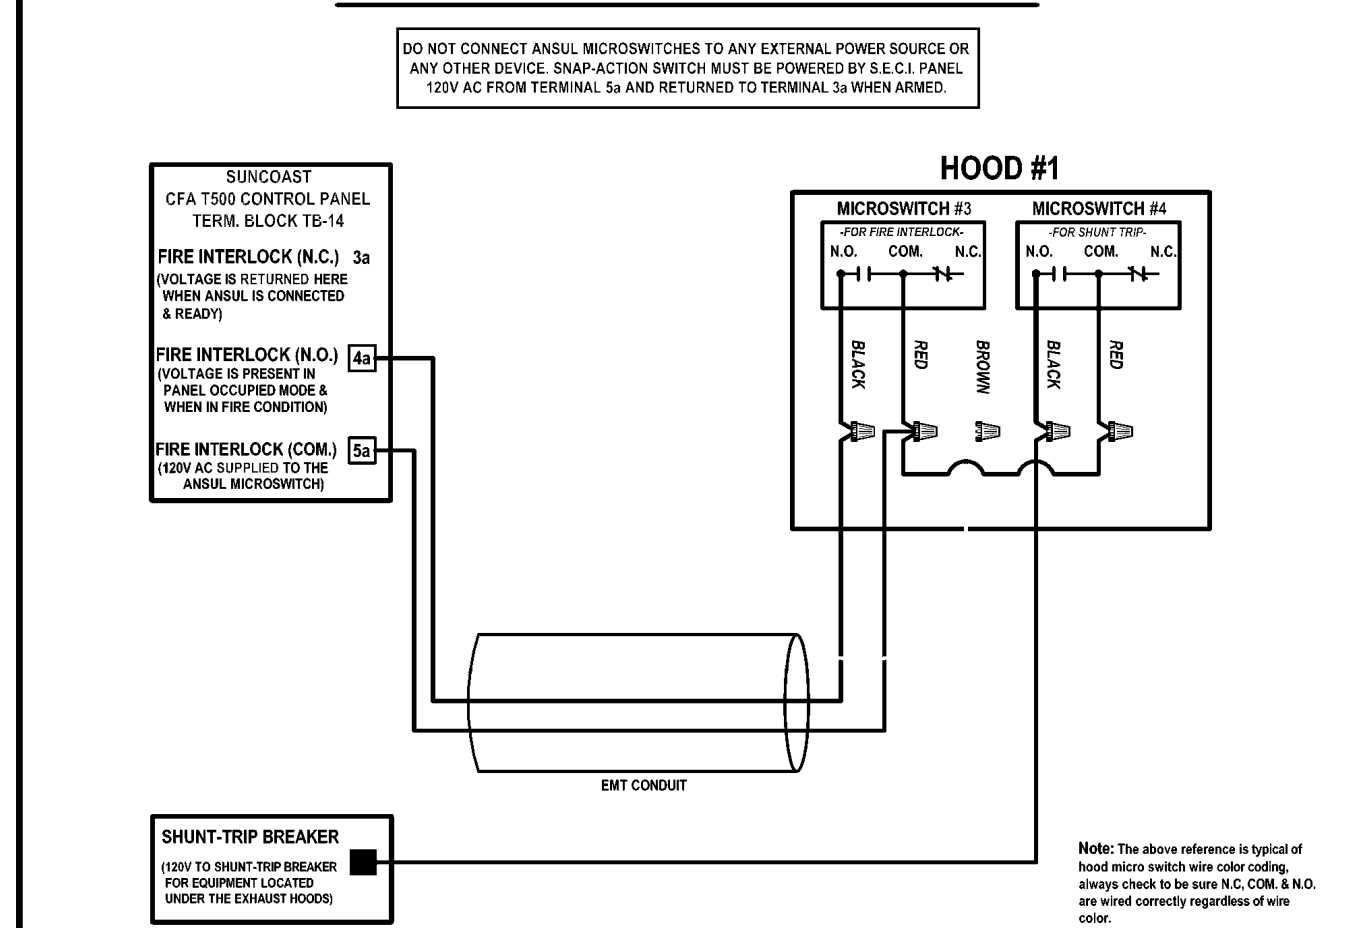 DO NOT CONNECT ANSUL MICROSWITCHES TO ANY EXTERNAL POWER SOURCE OR
ANY OTHER DEVICE. SNAP-ACTION SWITCH MUST BE POWERED BY S.E.C.I. PANEL
120V AC FROM TERMINAL 5a AND RETURNED TO TERMINAL 3a WHEN ARMED.
SUNCOAST
CFA T500 CONTROL PANEL
TERM. BLOCK TB-14
FIRE INTERLOCK (N.C.) 3a
(VOLTAGE IS RETURNED HERE
WHEN ANSUL IS CONNECTED
& READY)
FIRE INTERLOCK (N.O.) 4a
(VOLTAGE IS PRESENT IN
PANEL OCCUPIED MODE &
WHEN IN FIRE CONDITION)
FIRE INTERLOCK (COM.) 5a
(120V AC SUPPLIED TO THE
ANSUL MICROSWITCH)
HOOD #1
MICROSWITCH #3
-FOR FIRE INTERLOCK-
N.O. COM. N.C.
MICROSWITCH #4
-FOR SHUNT TRIP-
N.O. COM. N.C.
BLACK
RED
BROWN
BLACK
RED
EMT CONDUIT
SHUNT-TRIP BREAKER
(120V TO SHUNT-TRIP BREAKER
FOR EQUIPMENT LOCATED
UNDER THE EXHAUST HOODS)
Note: The above reference is typical of
hood micro switch wire color coding,
always check to be sure N.C, COM. & N.O.
are wired correctly regardless of wire
color.